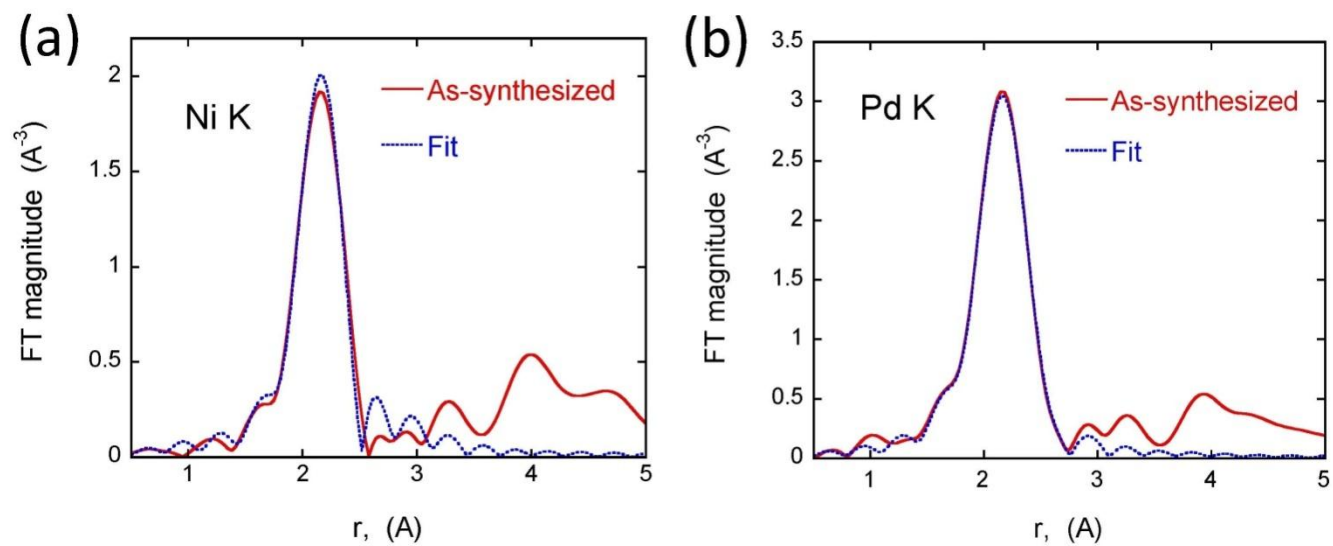 (a)
Ni K
As-synthesized
Fit
FT magnitude (A⁻³)
2
1.5
1
0.5
0
1 2 3 4 5
r, (A)
(b)
Pd K
As-synthesized
Fit
FT magnitude (A⁻³)
3.5
3
2.5
2
1.5
1
0.5
0
1 2 3 4 5
r, (A)